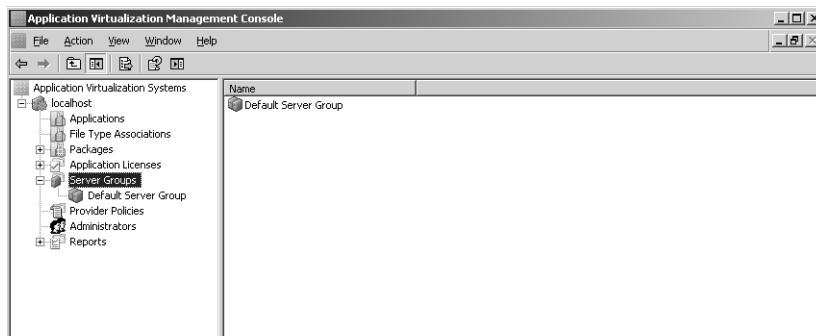 Application Virtualization Management Console
File Action View Window Help
Application Virtualization Systems
localhost
Applications
File Type Associations
Packages
Application Licenses
Server Groups
Default Server Group
Provider Policies
Administrators
Reports
Name
Default Server Group